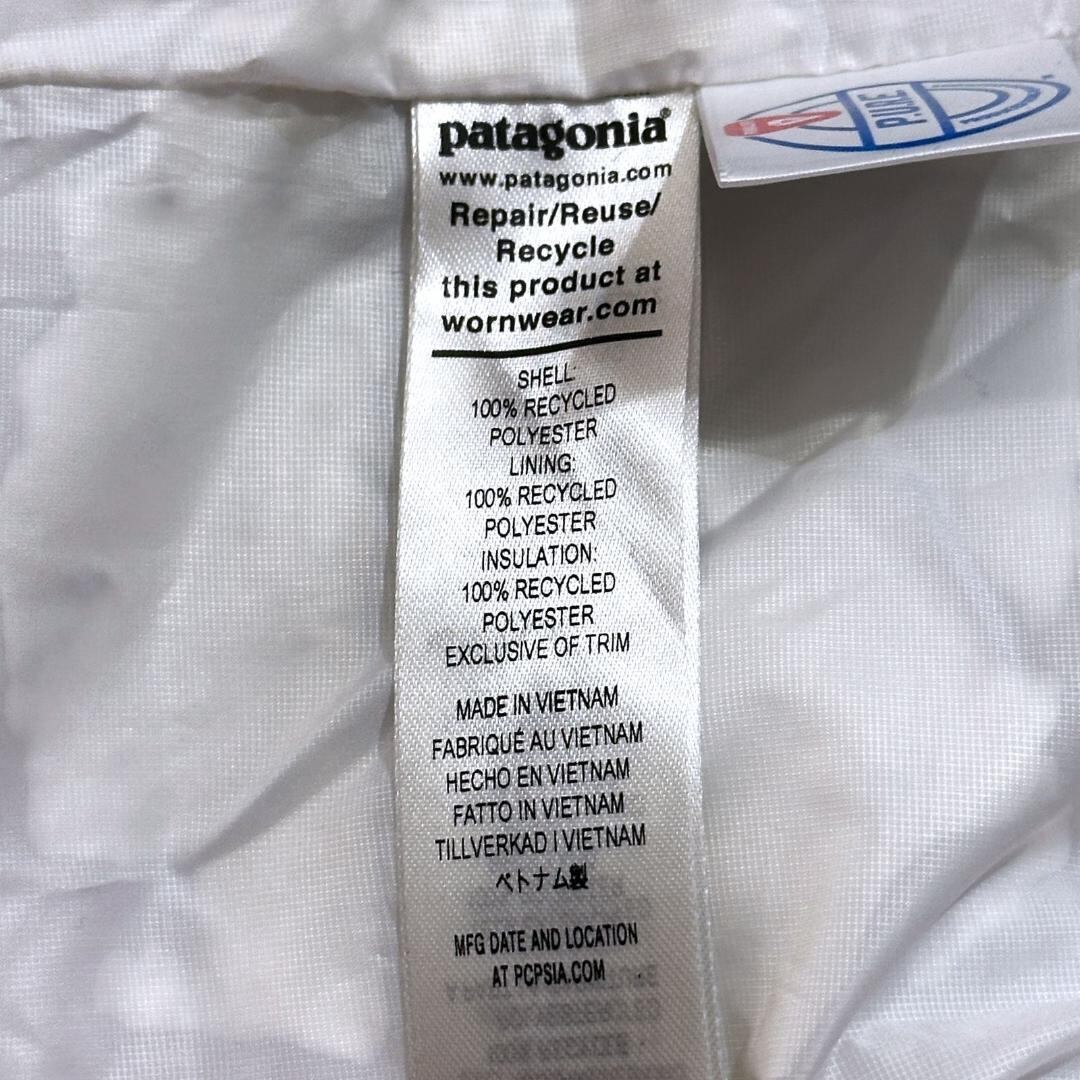 patagonia®
www.patagonia.com
Repair/Reuse/
Recycle
this product at
wornwear.com
SHELL:
100% RECYCLED
POLYESTER
LINING:
100% RECYCLED
POLYESTER
INSULATION:
100% RECYCLED
POLYESTER
EXCLUSIVE OF TRIM
MADE IN VIETNAM
FABRIQUÉ AU VIETNAM
HECHO EN VIETNAM
FATTO IN VIETNAM
TILLVERKAD I VIETNAM
ベトナム製
MFG DATE AND LOCATION
AT PCPSIA.COM